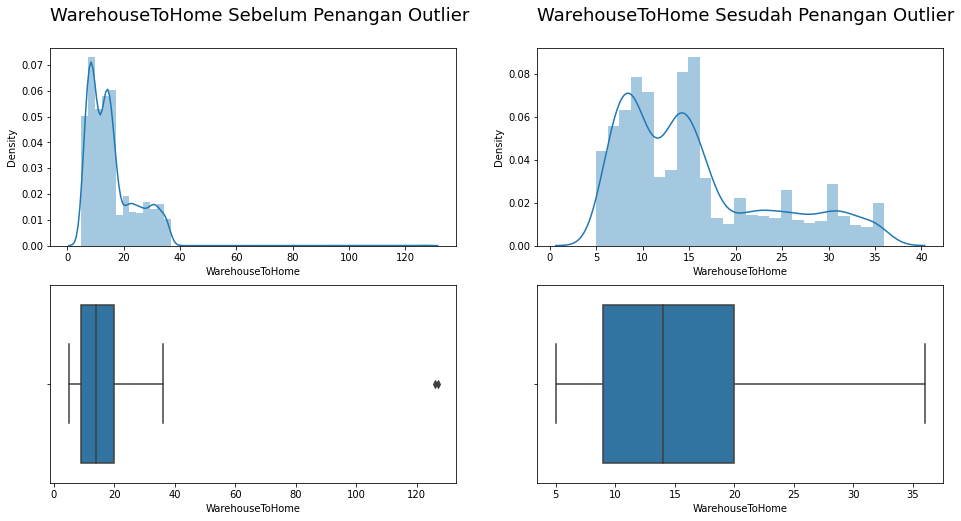 WarehouseToHome Sebelum Penangan Outlier
WarehouseToHome Sesudah Penangan Outlier
0.07
0.06
0.05
0.04
0.03
0.02
0.01
0.00
Density
0 20 40 60 80 100 120
WarehouseToHome
0.08
0.06
0.04
0.02
0.00
Density
0 5 10 15 20 25 30 35 40
WarehouseToHome
0 20 40 60 80 100 120
WarehouseToHome
5 10 15 20 25 30 35
WarehouseToHome